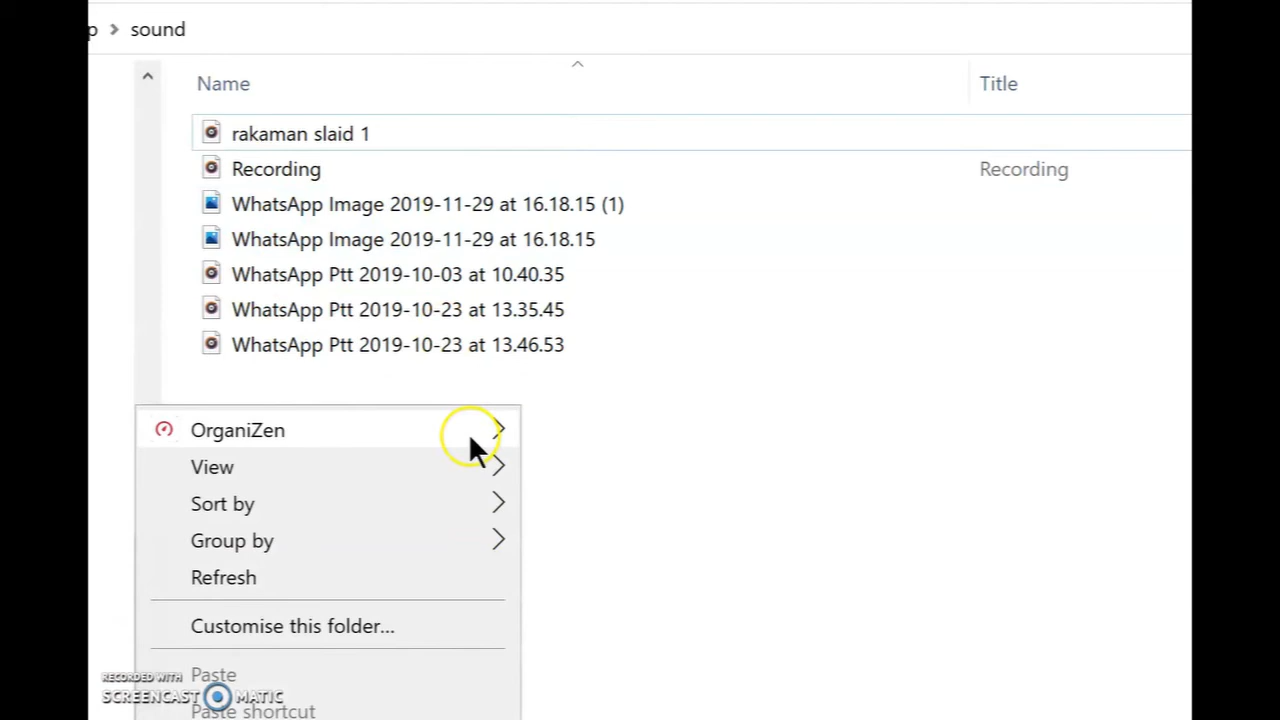 p > sound
Name Title
rakaman slaid 1
Recording Recording
WhatsApp Image 2019-11-29 at 16.18.15 (1)
WhatsApp Image 2019-11-29 at 16.18.15
WhatsApp Ptt 2019-10-03 at 10.40.35
WhatsApp Ptt 2019-10-23 at 13.35.45
WhatsApp Ptt 2019-10-23 at 13.46.53
OrganiZen
View
Sort by
Group by
Refresh
Customise this folder...
Paste
Paste shortcut
RECORDED WITH
SCREENCAST MATIC